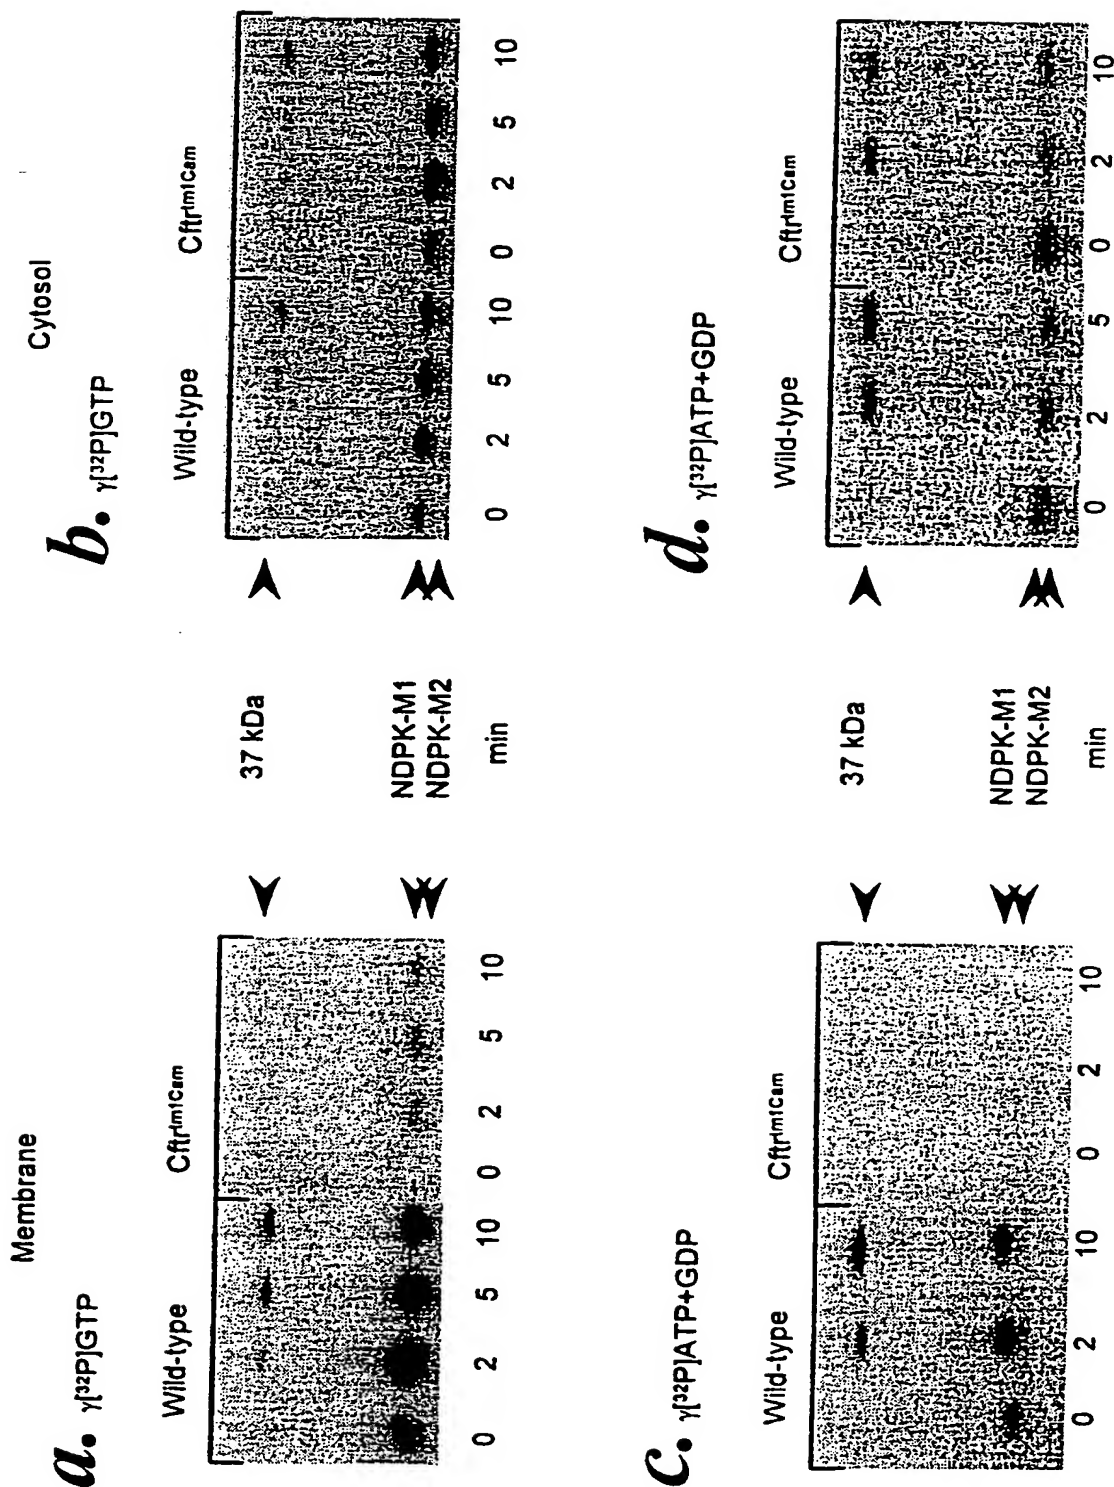 Membrane
a. γ[³²P]GTP
Wild-type Cftrtm1Cam
0 2 5 10 0 2 5 10
37 kDa
NDPK-M1
NDPK-M2
min
Cytosol
b. γ[³²P]GTP
Wild-type Cftrtm1Cam
0 2 5 10 0 2 5 10
c. γ[³²P]ATP+GDP
Wild-type Cftrtm1Cam
0 2 10 0 2 10
37 kDa
NDPK-M1
NDPK-M2
min
d. γ[³²P]ATP+GDP
Wild-type Cftrtm1Cam
0 2 5 0 2 10